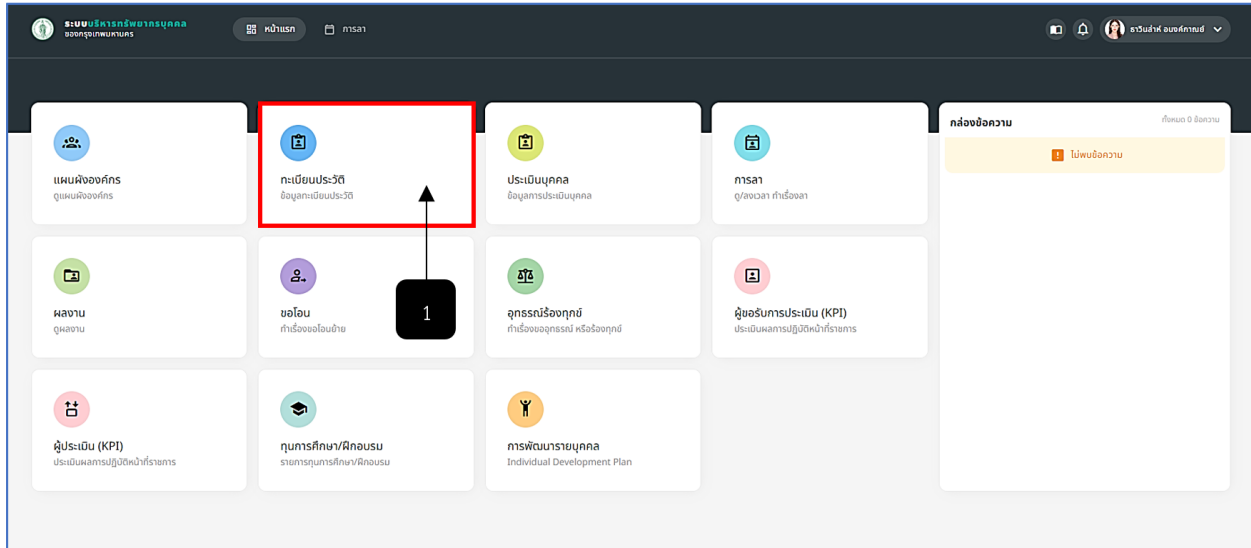 ระบบบริหารทรัพยากรบุคคล
ของกรุงเทพมหานคร
หน้าแรก
การลา
ธาวินส่าห์ อนงค์กาณย์
แผนผังองค์กร
ดูแผนผังองค์กร
ทะเบียนประวัติ
ข้อมูลทะเบียนประวัติ
ประเมินบุคคล
ข้อมูลการประเมินบุคคล
การลา
ดู/ลงเวลา ทำเรื่องลา
กล่องข้อความ
ทั้งหมด 0 ข้อความ
ไม่พบข้อความ
ผลงาน
ดูผลงาน
ขอโอน
ทำเรื่องขอโอนย้าย
1
อุทธรณ์ร้องทุกข์
ทำเรื่องขออุทธรณ์ หรือร้องทุกข์
ผู้ขอรับการประเมิน (KPI)
ประเมินผลการปฏิบัติหน้าที่ราชการ
ผู้ประเมิน (KPI)
ประเมินผลการปฏิบัติหน้าที่ราชการ
ทุนการศึกษา/ฝึกอบรม
รายการทุนการศึกษา/ฝึกอบรม
การพัฒนารายบุคคล
Individual Development Plan